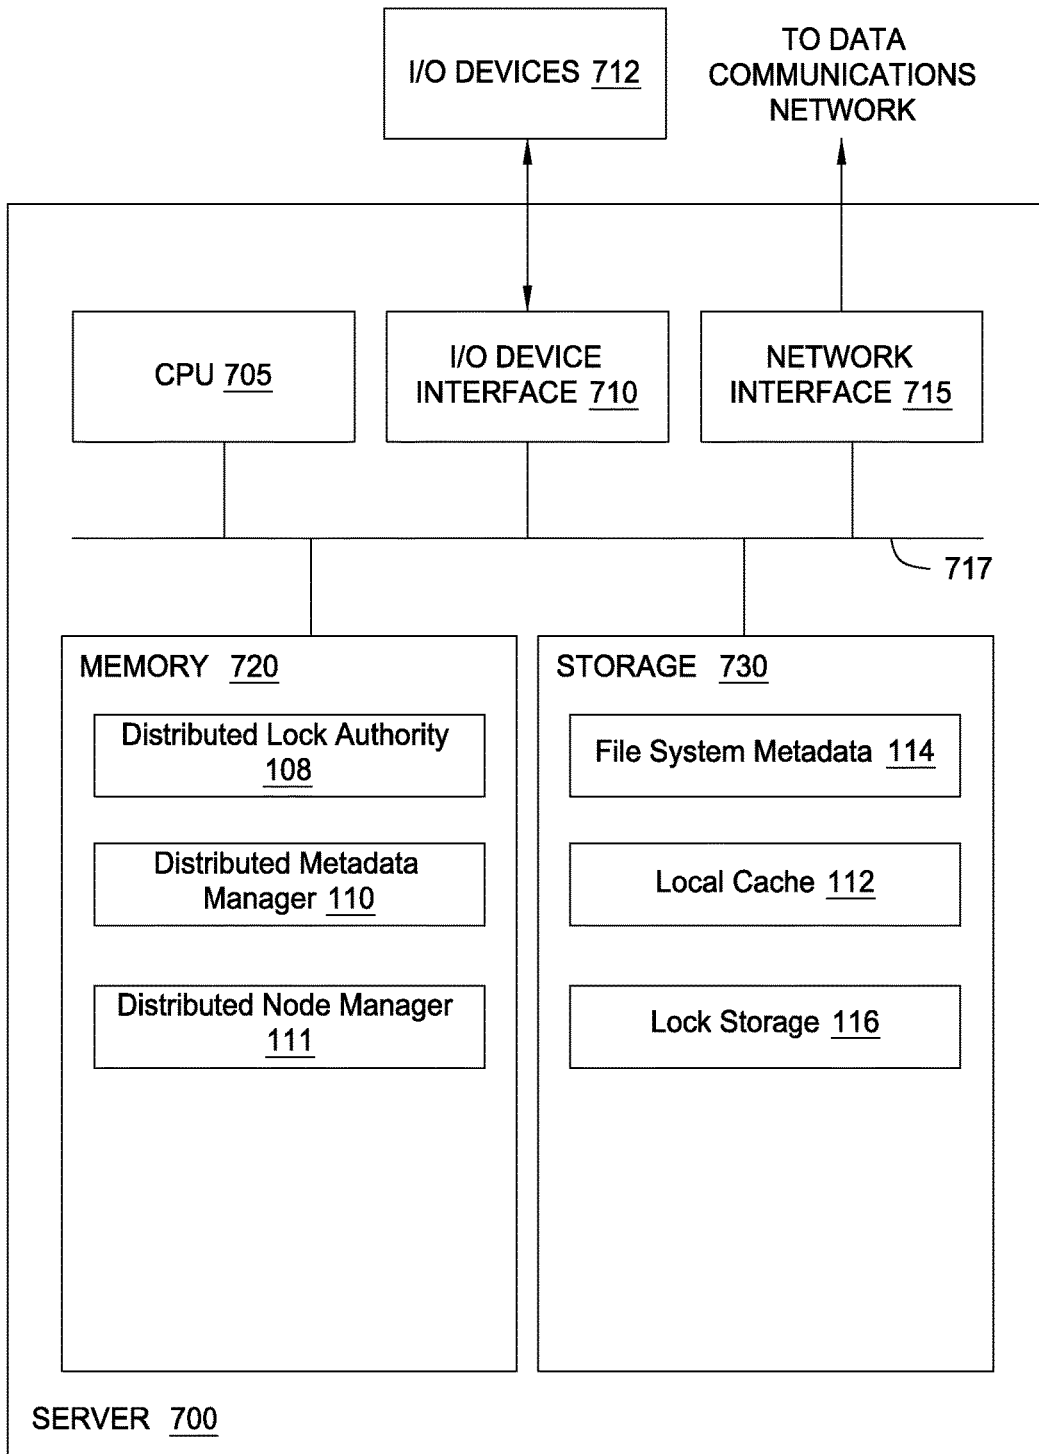 I/O DEVICES 712
TO DATA
COMMUNICATIONS
NETWORK
CPU 705
I/O DEVICE
INTERFACE 710
NETWORK
INTERFACE 715
717
MEMORY 720
Distributed Lock Authority
108
Distributed Metadata
Manager 110
Distributed Node Manager
111
STORAGE 730
File System Metadata 114
Local Cache 112
Lock Storage 116
SERVER 700